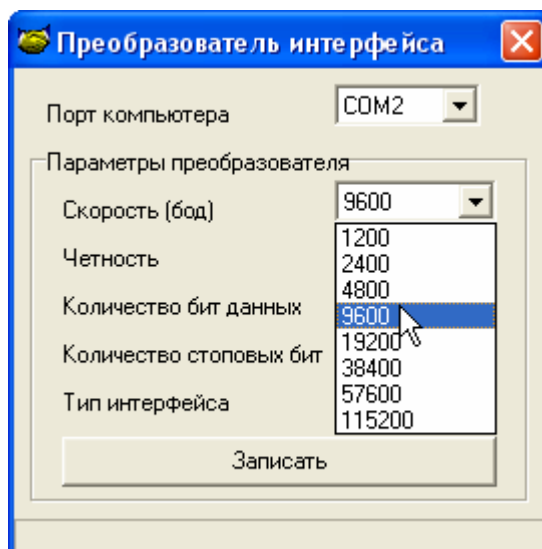 Преобразователь интерфейса
Порт компьютера
COM2
Параметры преобразователя
Скорость (бод)
9600
Четность
Количество бит данных
Количество стоповых бит
Тип интерфейса
1200
2400
4800
9600
19200
38400
57600
115200
Записать